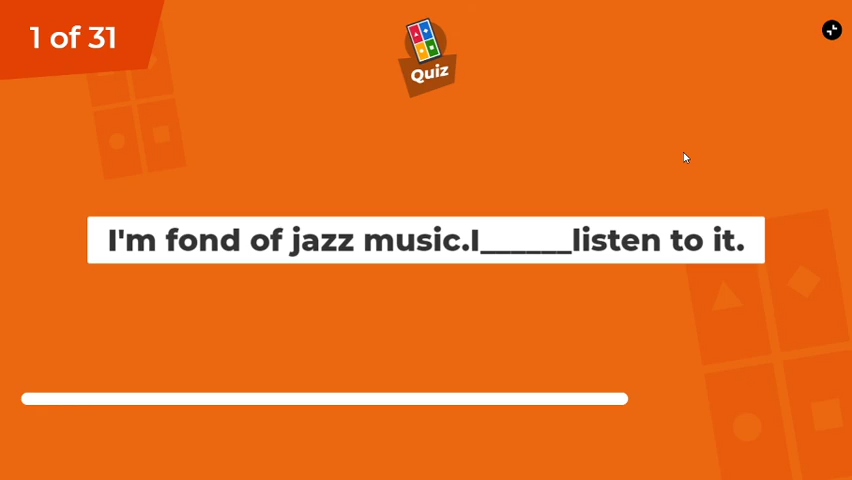 1 of 31
Quiz
I'm fond of jazz music.I______listen to it.